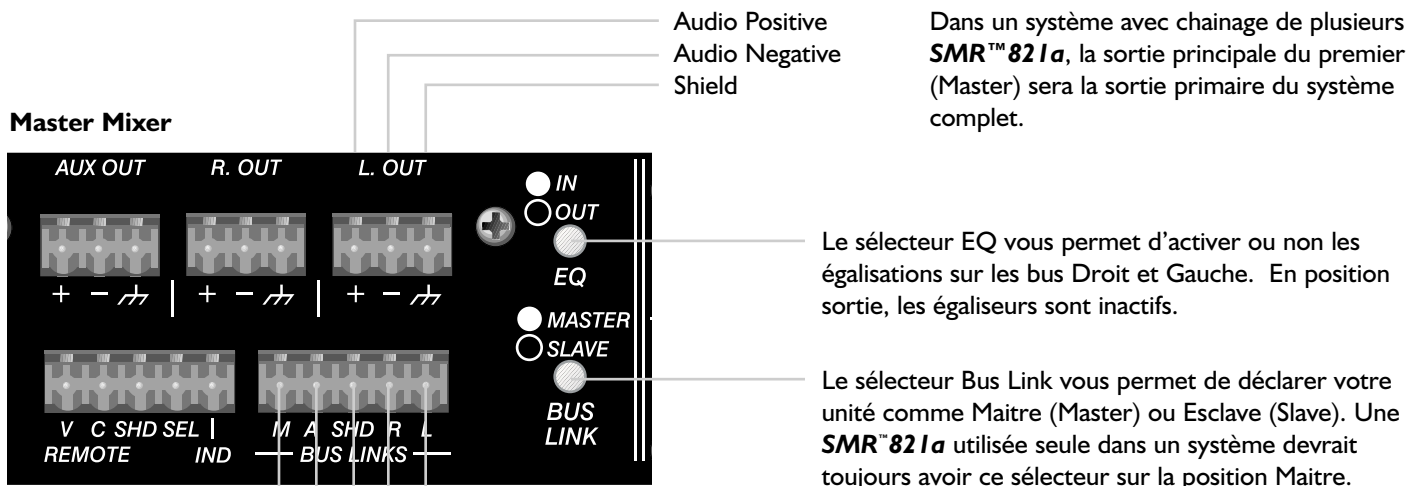 Audio Positive
Audio Negative
Shield
Dans un système avec chainage de plusieurs
SMR™821a, la sortie principale du premier
(Master) sera la sortie primaire du système
complet.
Master Mixer
AUX OUT R. OUT L. OUT
IN
OUT
EQ
+ − + − + −
Le sélecteur EQ vous permet d’activer ou non les
égalisations sur les bus Droit et Gauche. En position
sortie, les égaliseurs sont inactifs.
MASTER
SLAVE
BUS
LINK
Le sélecteur Bus Link vous permet de déclarer votre
unité comme Maitre (Master) ou Esclave (Slave). Une
SMR™821a utilisée seule dans un système devrait
toujours avoir ce sélecteur sur la position Maitre.
V C SHD SEL M A SHD R L
REMOTE IND BUS LINKS